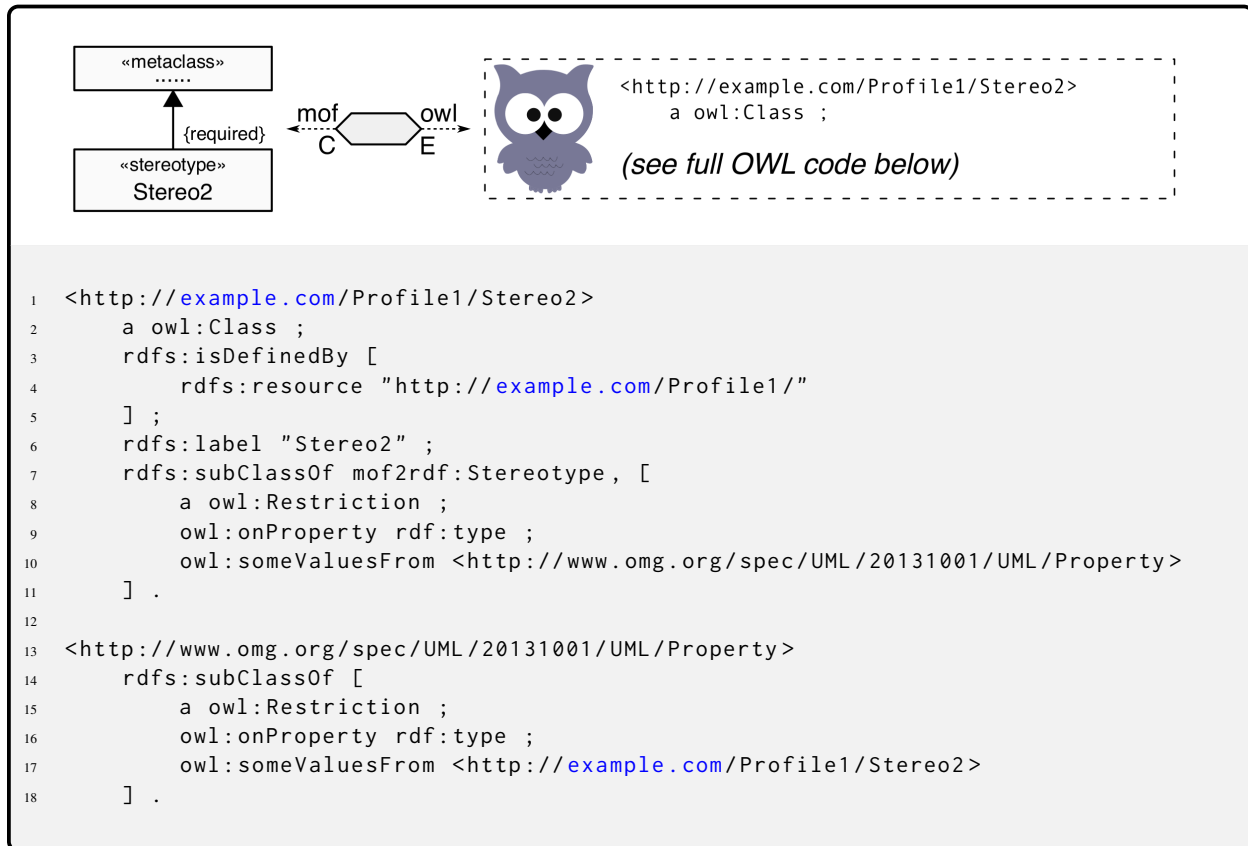 «metaclass»
......
{required}
«stereotype»
Stereo2
mof
C
owl
E
<http://example.com/Profile1/Stereo2>
a owl:Class ;
(see full OWL code below)
1 <http://example.com/Profile1/Stereo2>
2 a owl:Class ;
3 rdfs:isDefinedBy [
4 rdfs:resource "http://example.com/Profile1/"
5 ] ;
6 rdfs:label "Stereo2" ;
7 rdfs:subClassOf mof2rdf:Stereotype, [
8 a owl:Restriction ;
9 owl:onProperty rdf:type ;
10 owl:someValuesFrom <http://www.omg.org/spec/UML/20131001/UML/Property>
11 ] .
12
13 <http://www.omg.org/spec/UML/20131001/UML/Property>
14 rdfs:subClassOf [
15 a owl:Restriction ;
16 owl:onProperty rdf:type ;
17 owl:someValuesFrom <http://example.com/Profile1/Stereo2>
18 ] .